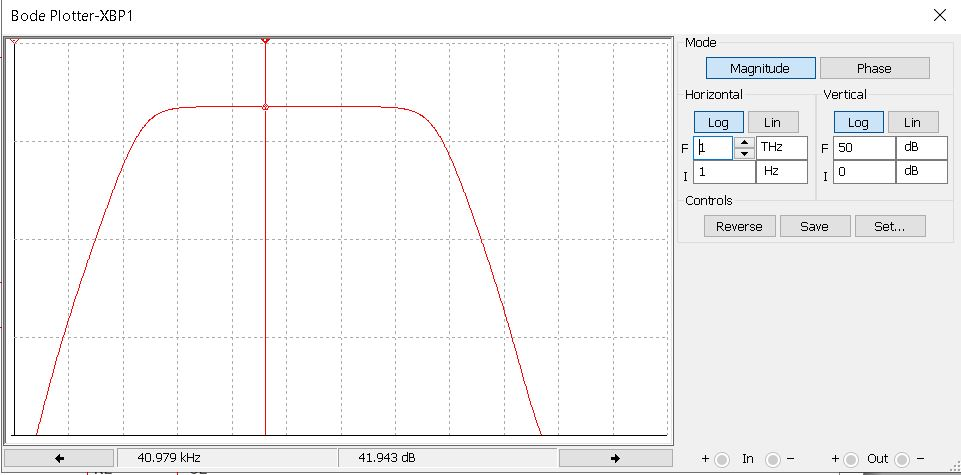 Bode Plotter-XBP1
Mode
Magnitude Phase
Horizontal Vertical
Log Lin Log Lin
F 1 THz F 50 dB
I 1 Hz I 0 dB
Controls
Reverse Save Set...
40.979 kHz 41.943 dB
+ In - + Out -